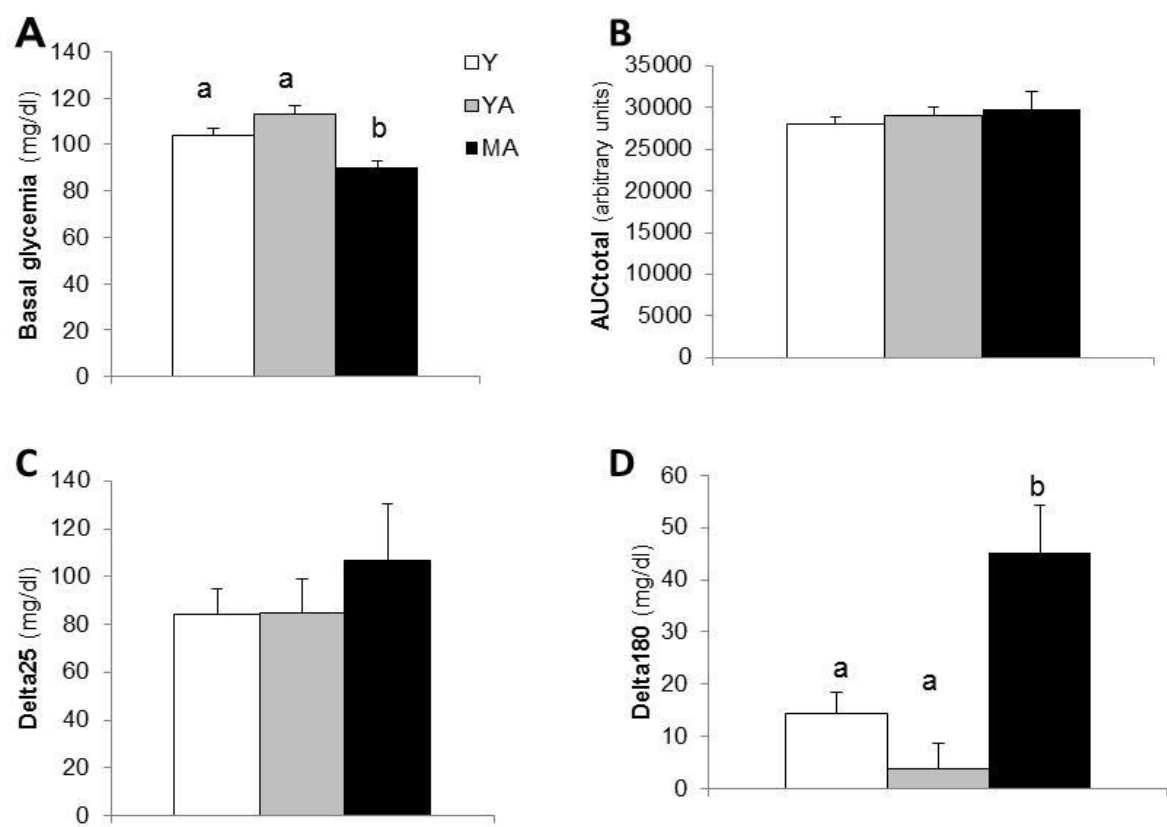 A
Basal glycemia (mg/dl)
140
120
100
80
60
40
20
0
a
a
b
Y
YA
MA
B
AUCtotal (arbitrary units)
35000
30000
25000
20000
15000
10000
5000
0
C
Delta25 (mg/dl)
140
120
100
80
60
40
20
0
D
Delta180 (mg/dl)
60
50
40
30
20
10
0
a
a
b